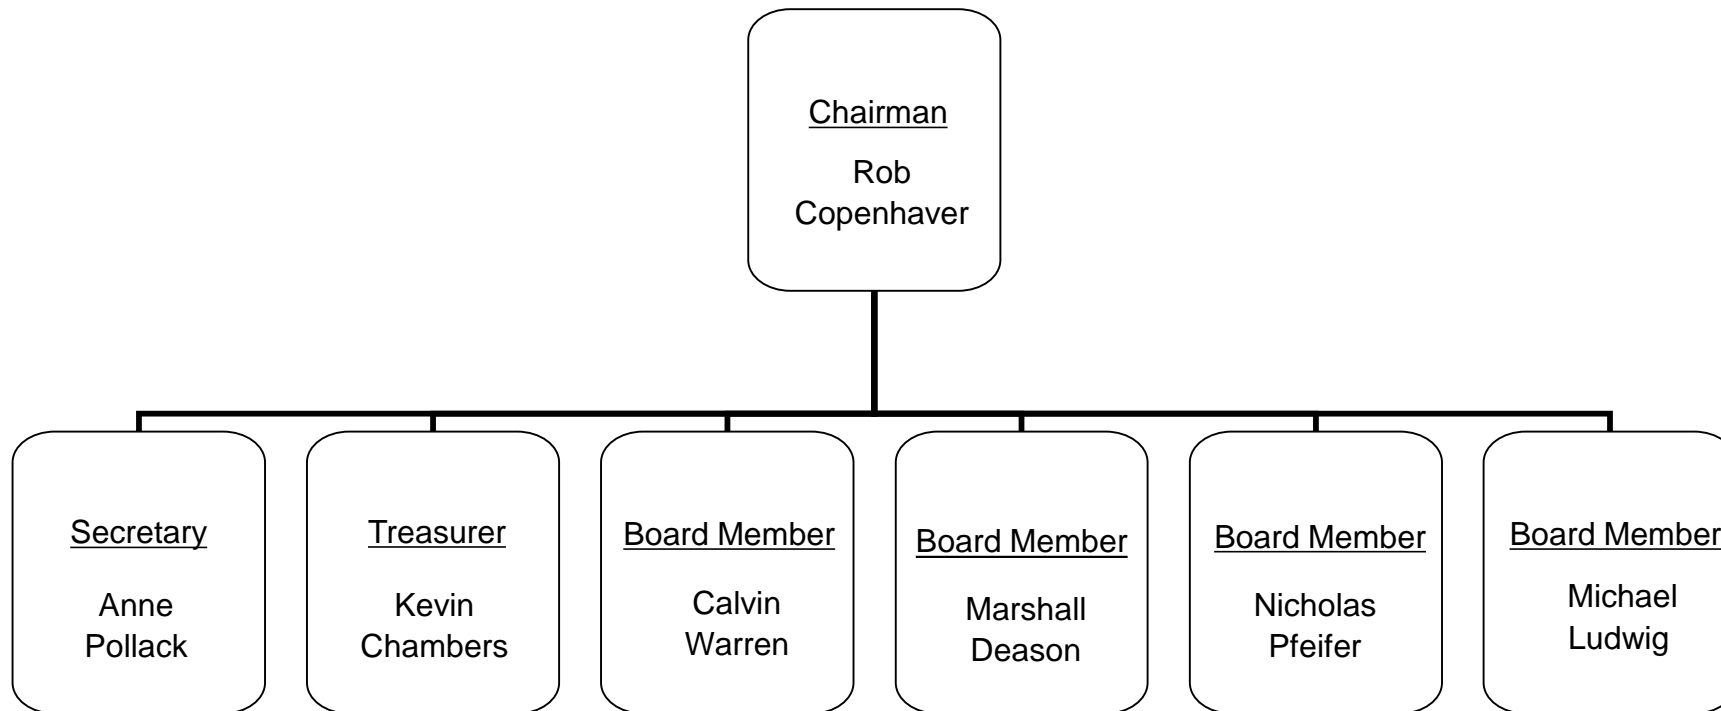 Chairman
Rob
Copenhaver
Secretary
Anne
Pollack
Treasurer
Kevin
Chambers
Board Member
Calvin
Warren
Board Member
Marshall
Deason
Board Member
Nicholas
Pfeifer
Board Member
Michael
Ludwig